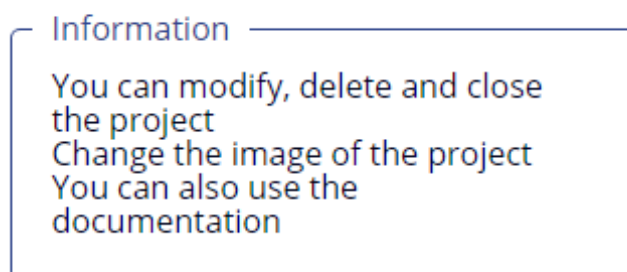 Information
You can modify, delete and close
the project
Change the image of the project
You can also use the
documentation